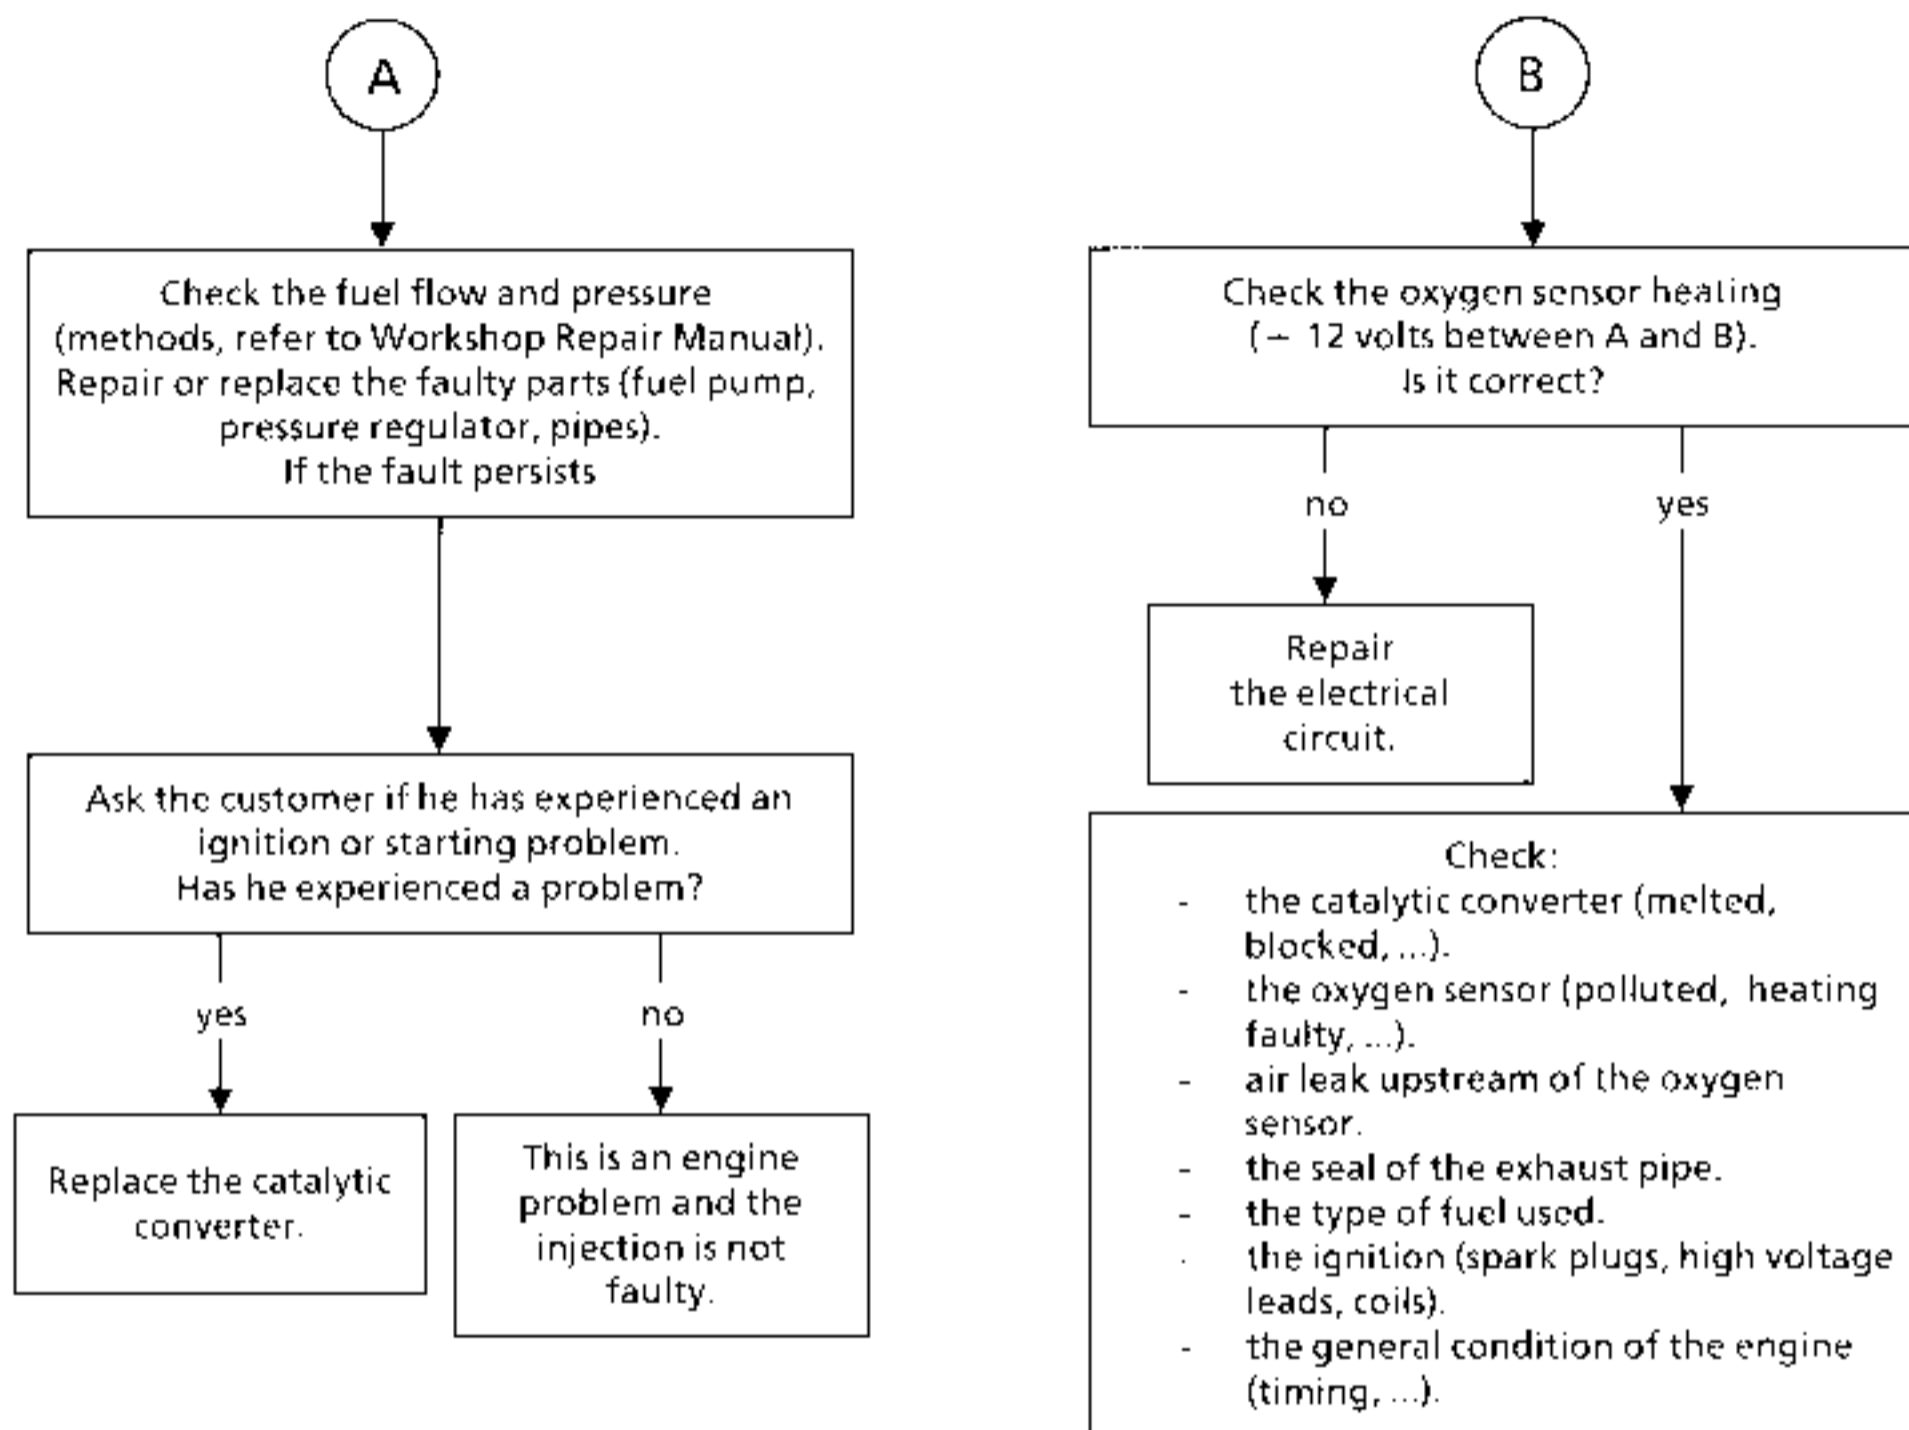 A
Check the fuel flow and pressure
(methods, refer to Workshop Repair Manual).
Repair or replace the faulty parts (fuel pump,
pressure regulator, pipes).
If the fault persists
Ask the customer if he has experienced an
ignition or starting problem.
Has he experienced a problem?
yes
no
Replace the catalytic
converter.
This is an engine
problem and the
injection is not
faulty.
B
Check the oxygen sensor heating
(– 12 volts between A and B).
Is it correct?
no
yes
Repair
the electrical
circuit.
Check:
- the catalytic converter (melted,
blocked, ...).
- the oxygen sensor (polluted, heating
faulty, ...).
- air leak upstream of the oxygen
sensor.
- the seal of the exhaust pipe.
- the type of fuel used.
- the ignition (spark plugs, high voltage
leads, coils).
- the general condition of the engine
(timing, ...).